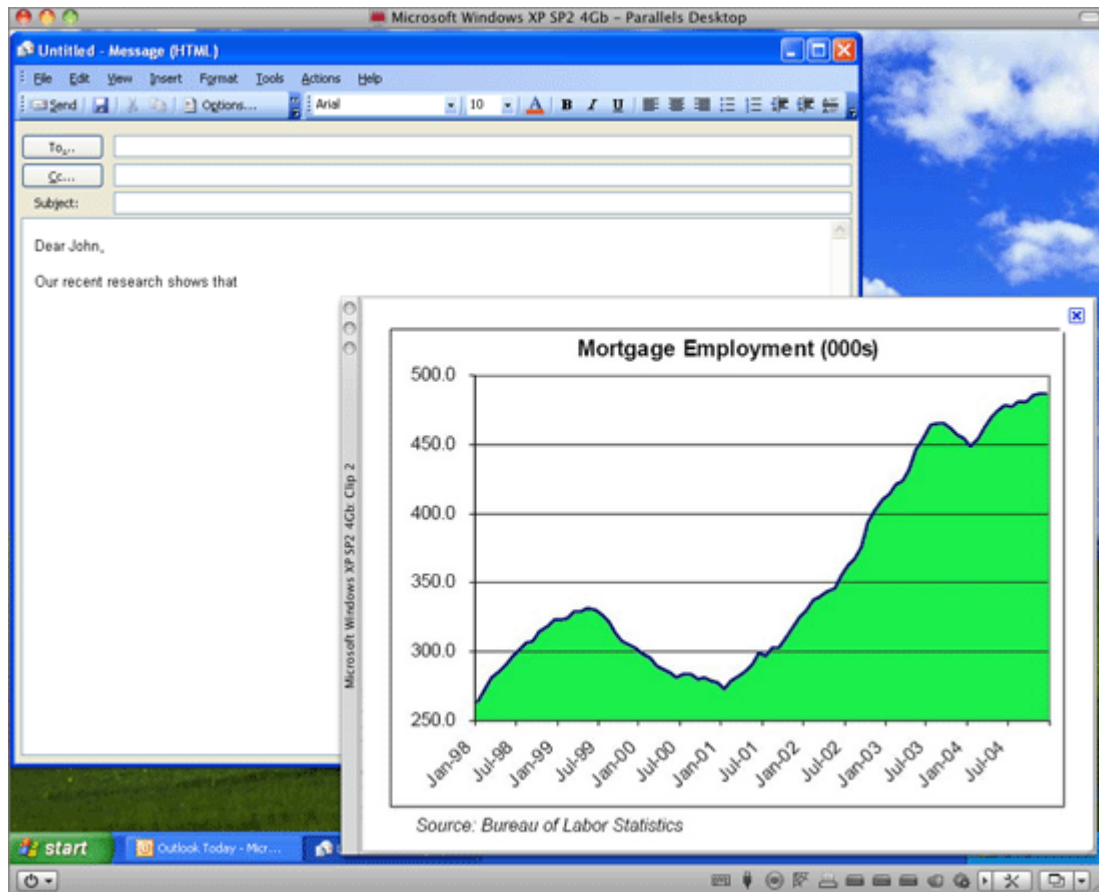 Microsoft Windows XP SP2 4Gb – Parallels Desktop
Untitled - Message (HTML)
File Edit View Insert Format Tools Actions Help
Send Options... Arial 10 A B I U
To...
Cc...
Subject:
Dear John,
Our recent research shows that
Microsoft Windows XP SP2 4Gb: Clip 2
Mortgage Employment (000s)
500.0
450.0
400.0
350.0
300.0
250.0
Jan-98 Jul-98 Jan-99 Jul-99 Jan-00 Jul-00 Jan-01 Jul-01 Jan-02 Jul-02 Jan-03 Jul-03 Jan-04 Jul-04
Source: Bureau of Labor Statistics
start Outlook Today - Micr...